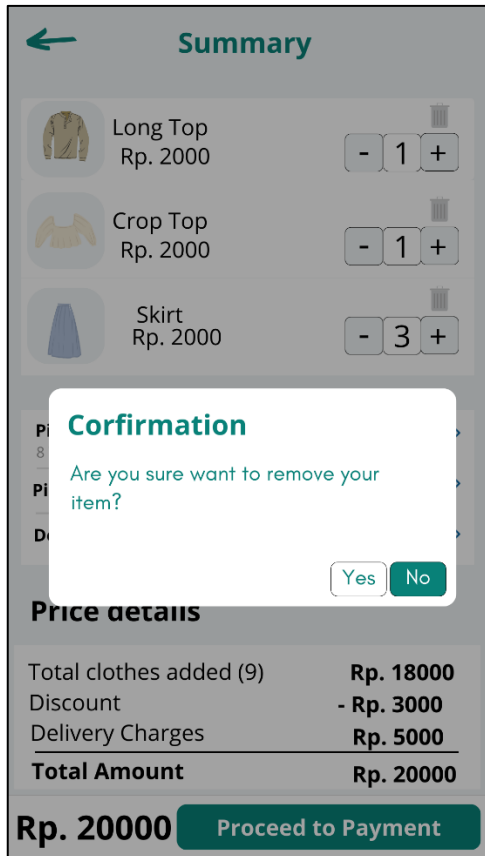 Summary
Long Top
Rp. 2000
- 1 +
Crop Top
Rp. 2000
- 1 +
Skirt
Rp. 2000
- 3 +
Corfirmation
Are you sure want to remove your
item?
Yes No
Price details
Total clothes added (9) Rp. 18000
Discount - Rp. 3000
Delivery Charges Rp. 5000
Total Amount Rp. 20000
Rp. 20000 Proceed to Payment